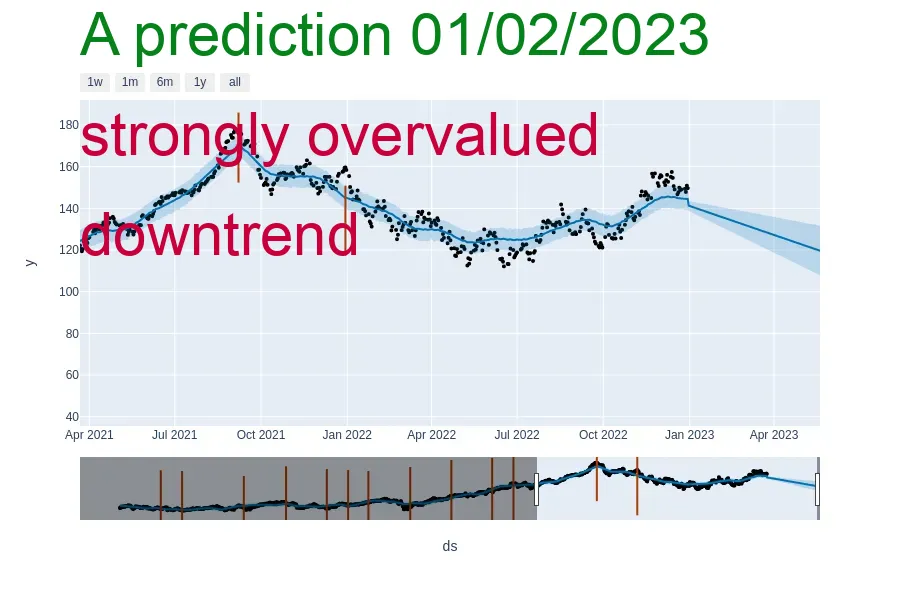 A prediction 01/02/2023
1w 1m 6m 1y all
strongly overvalued
downtrend
180
160
140
120
100
80
60
40
y
Apr 2021 Jul 2021 Oct 2021 Jan 2022 Apr 2022 Jul 2022 Oct 2022 Jan 2023 Apr 2023
ds